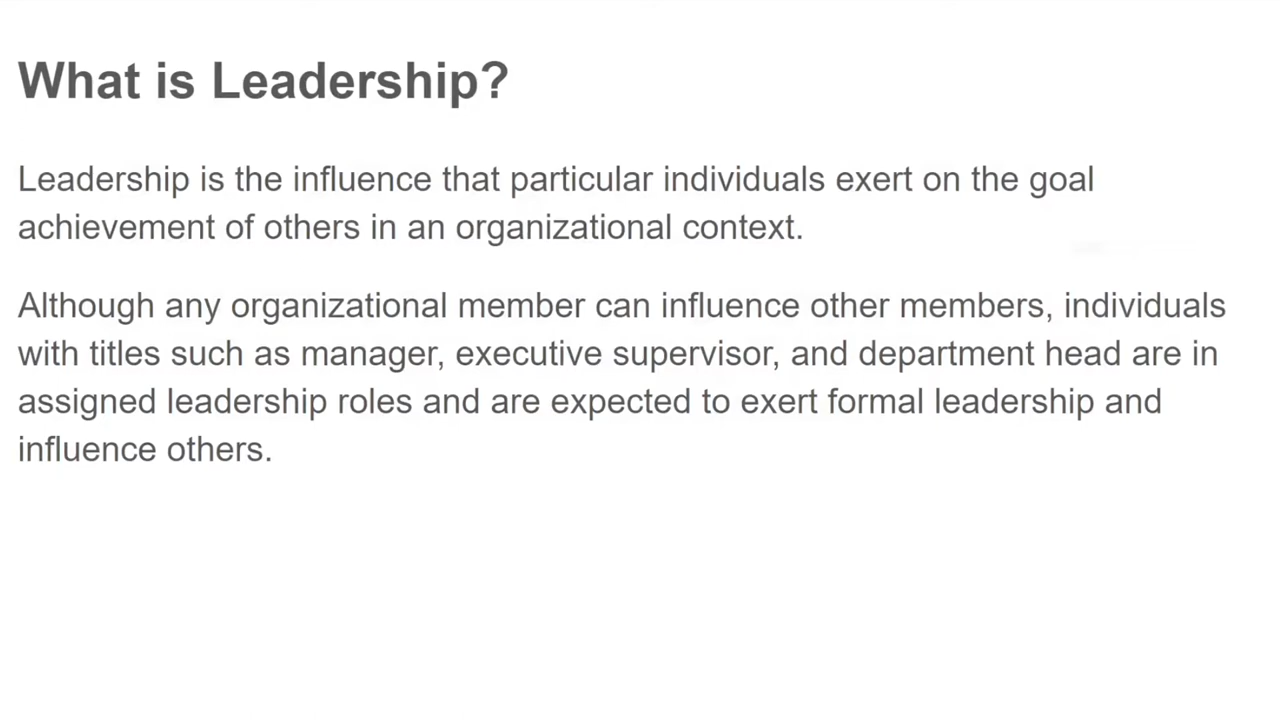 What is Leadership?
Leadership is the influence that particular individuals exert on the goal
achievement of others in an organizational context.
Although any organizational member can influence other members, individuals
with titles such as manager, executive supervisor, and department head are in
assigned leadership roles and are expected to exert formal leadership and
influence others.